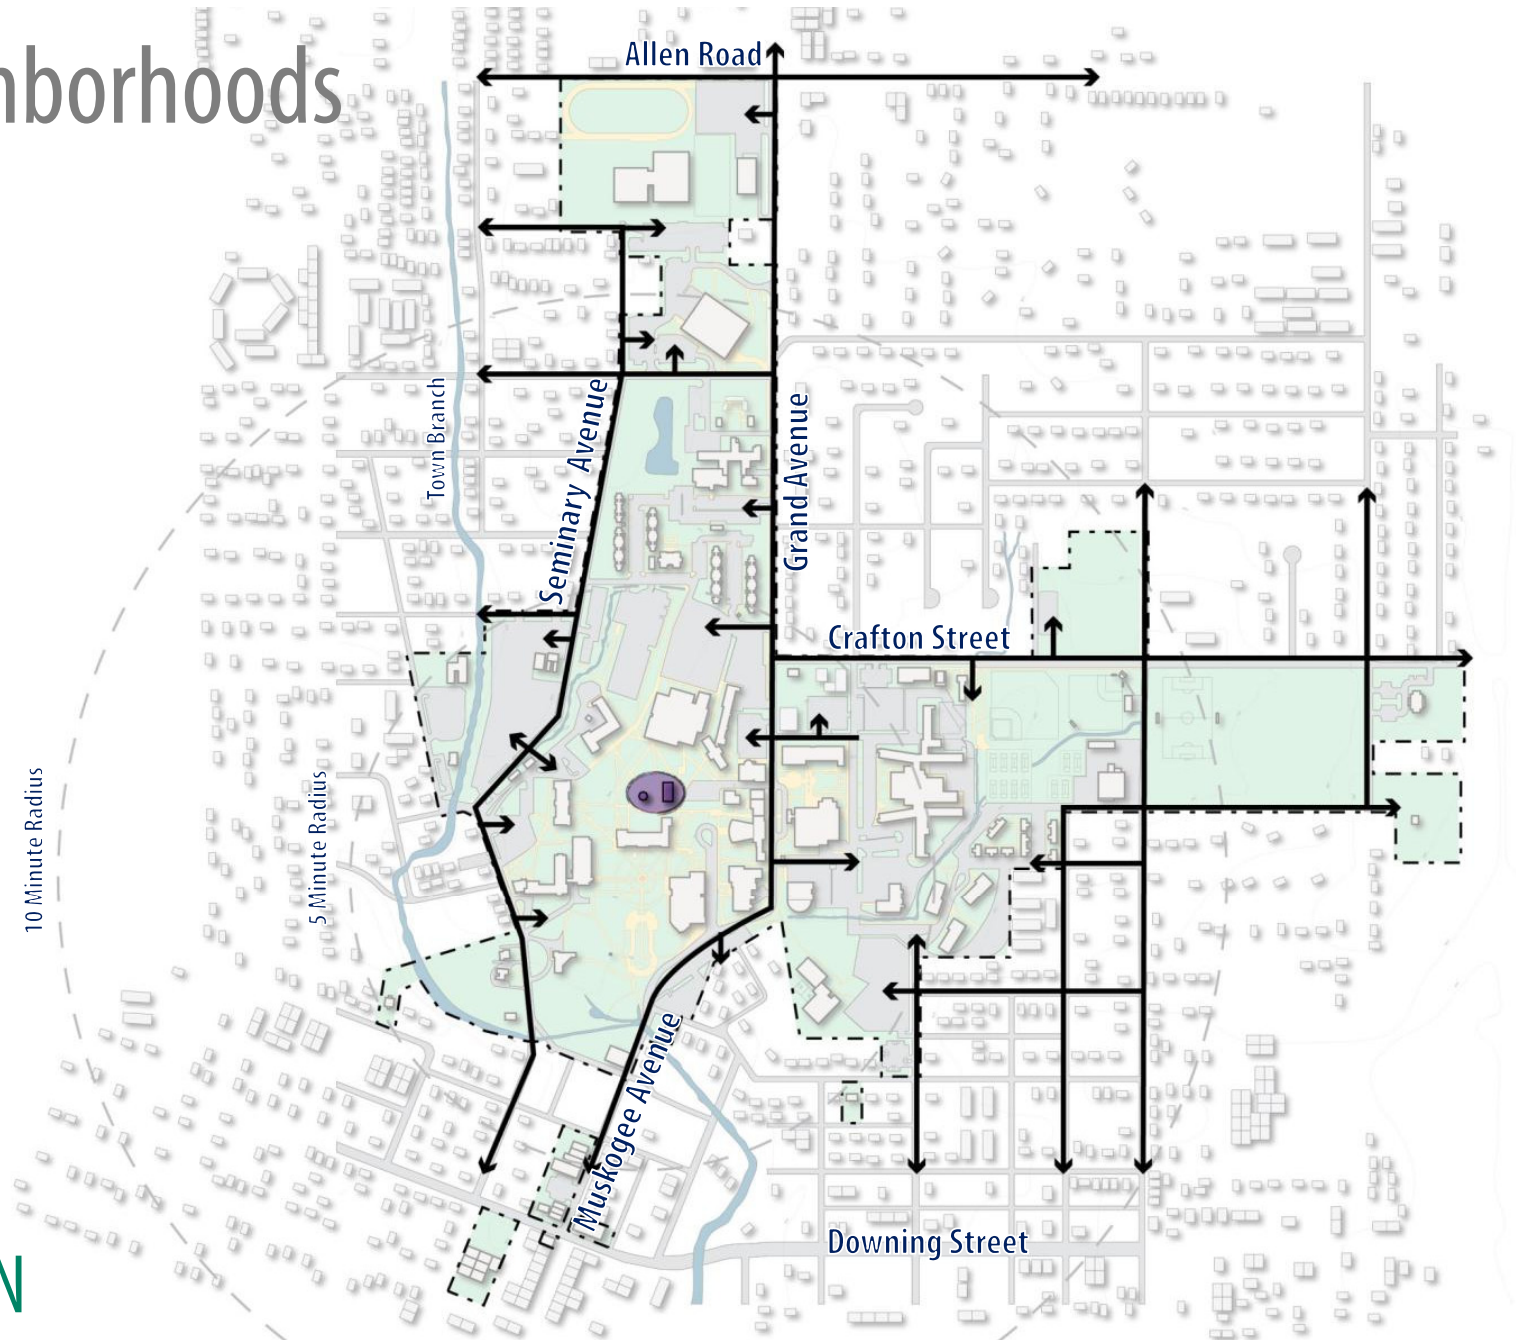 nborhoods
Allen Road
Town Branch
Seminary Avenue
Grand Avenue
Crafton Street
10 Minute Radius
5 Minute Radius
Muskogee Avenue
Downing Street
N